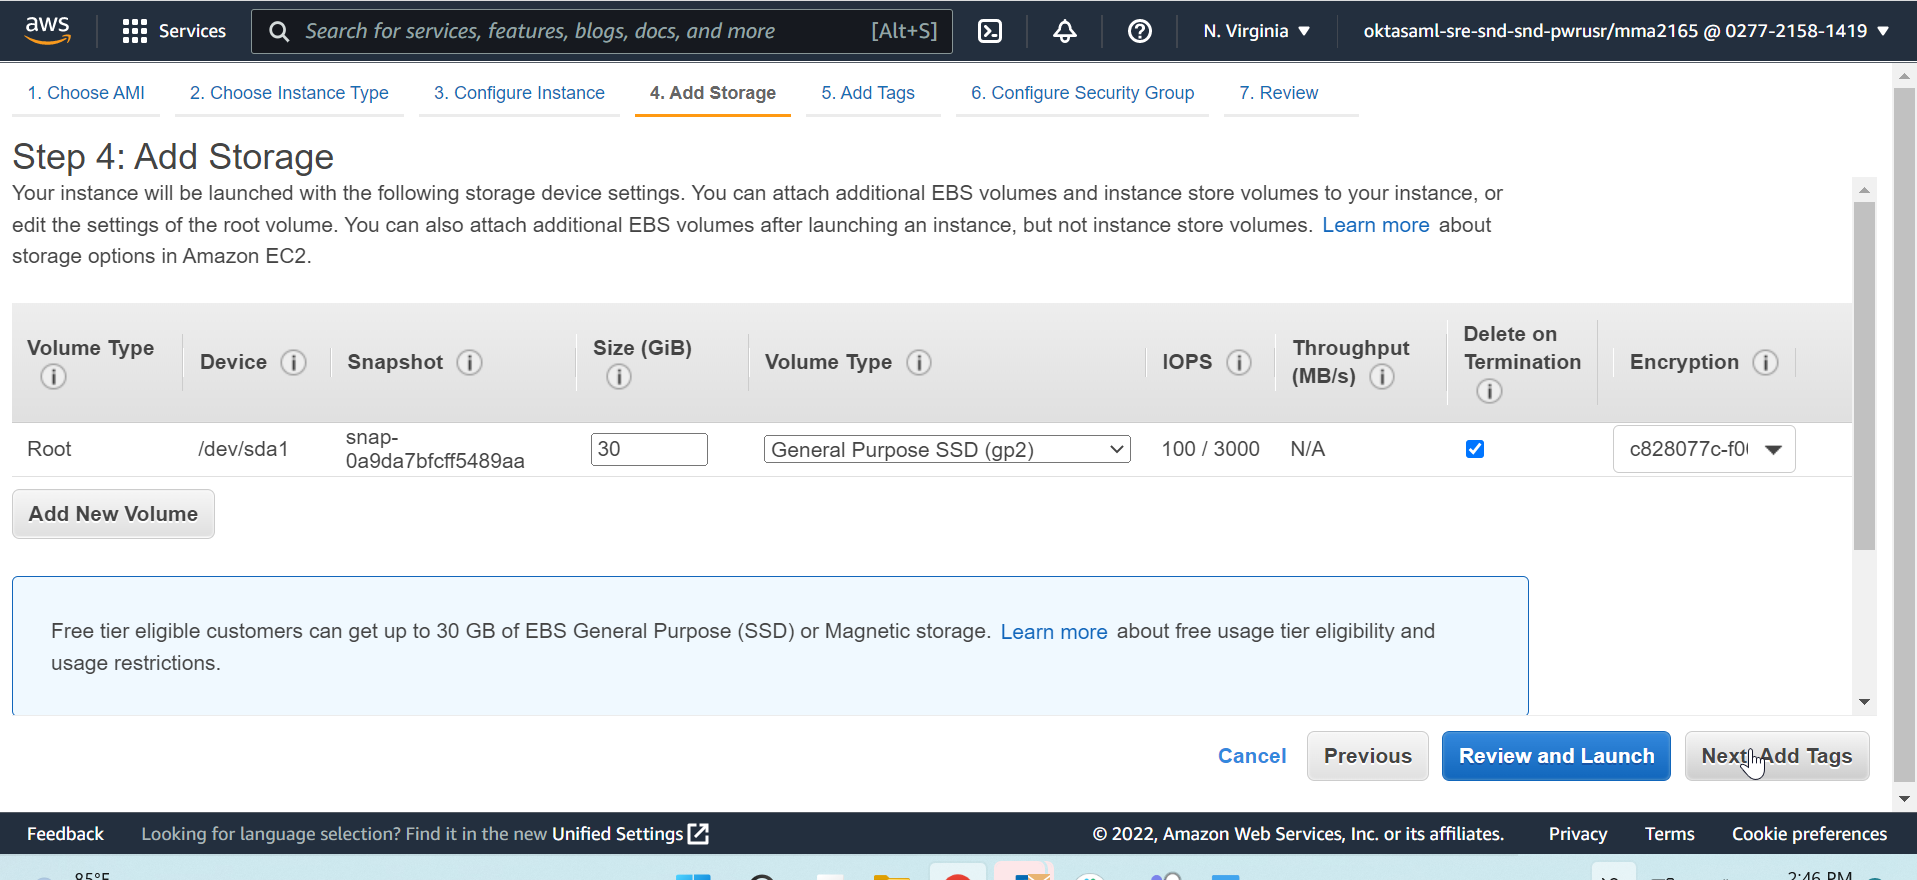 aws
Services
Search for services, features, blogs, docs, and more
[Alt+S]
N. Virginia
oktasaml-sre-snd-snd-pwrusr/mma2165 @ 0277-2158-1419
1. Choose AMI
2. Choose Instance Type
3. Configure Instance
4. Add Storage
5. Add Tags
6. Configure Security Group
7. Review
Step 4: Add Storage
Your instance will be launched with the following storage device settings. You can attach additional EBS volumes and instance store volumes to your instance, or
edit the settings of the root volume. You can also attach additional EBS volumes after launching an instance, but not instance store volumes. Learn more about
storage options in Amazon EC2.
Volume Type
Device
Snapshot
Size (GiB)
Volume Type
IOPS
Throughput
(MB/s)
Delete on
Termination
Encryption
Root
/dev/sda1
snap-
0a9da7bfcff5489aa
30
General Purpose SSD (gp2)
100 / 3000
N/A
c828077c-f0
Add New Volume
Free tier eligible customers can get up to 30 GB of EBS General Purpose (SSD) or Magnetic storage. Learn more about free usage tier eligibility and
usage restrictions.
Cancel
Previous
Review and Launch
Next: Add Tags
Feedback
Looking for language selection? Find it in the new Unified Settings
© 2022, Amazon Web Services, Inc. or its affiliates.
Privacy
Terms
Cookie preferences
85°F
2:46 PM